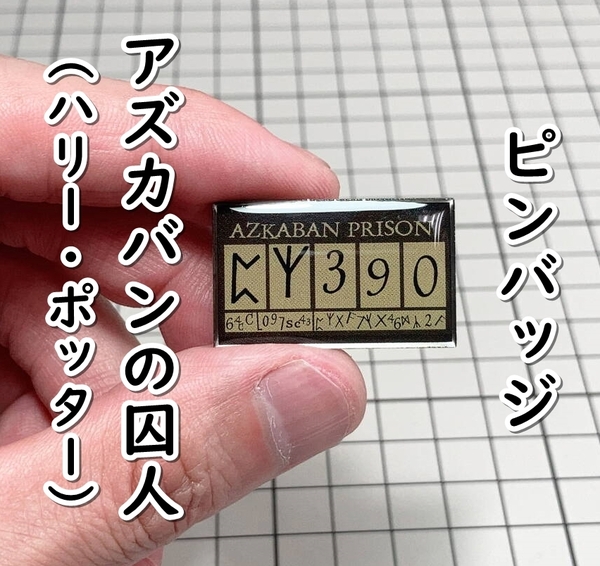 ピンバッジ
アズカバンの囚人
（ハリー・ポッター）
AZKABAN PRISON
ᛈᛉ390